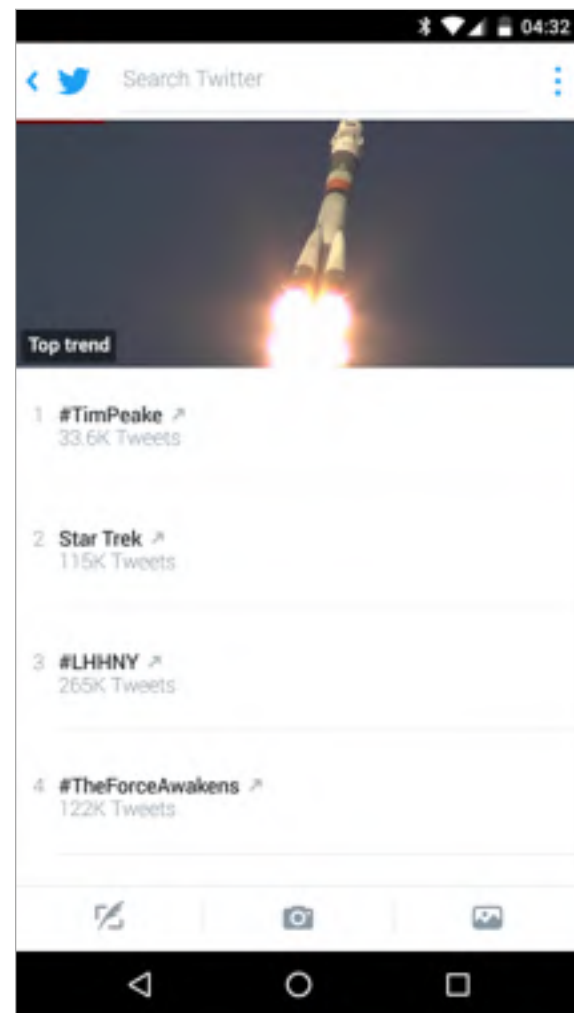 04:32
Search Twitter
Top trend
1 #TimPeake
33.6K Tweets
2 Star Trek
115K Tweets
3 #LHHNY
265K Tweets
4 #TheForceAwakens
122K Tweets